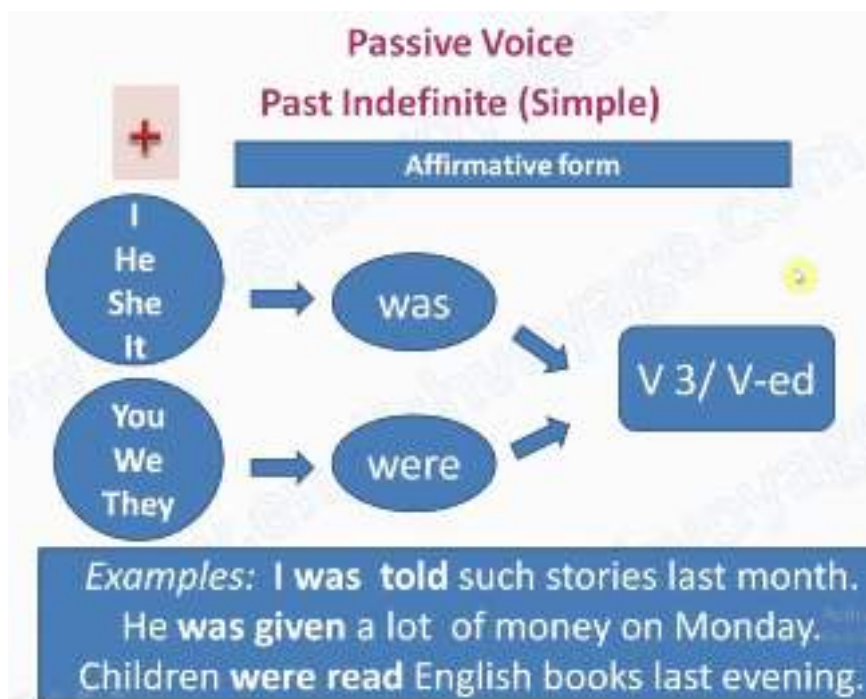 Passive Voice
Past Indefinite (Simple)
+
Affirmative form
I
He
She
It
was
You
We
They
were
V 3/ V-ed
Examples: I was told such stories last month.
He was given a lot of money on Monday.
Children were read English books last evening.